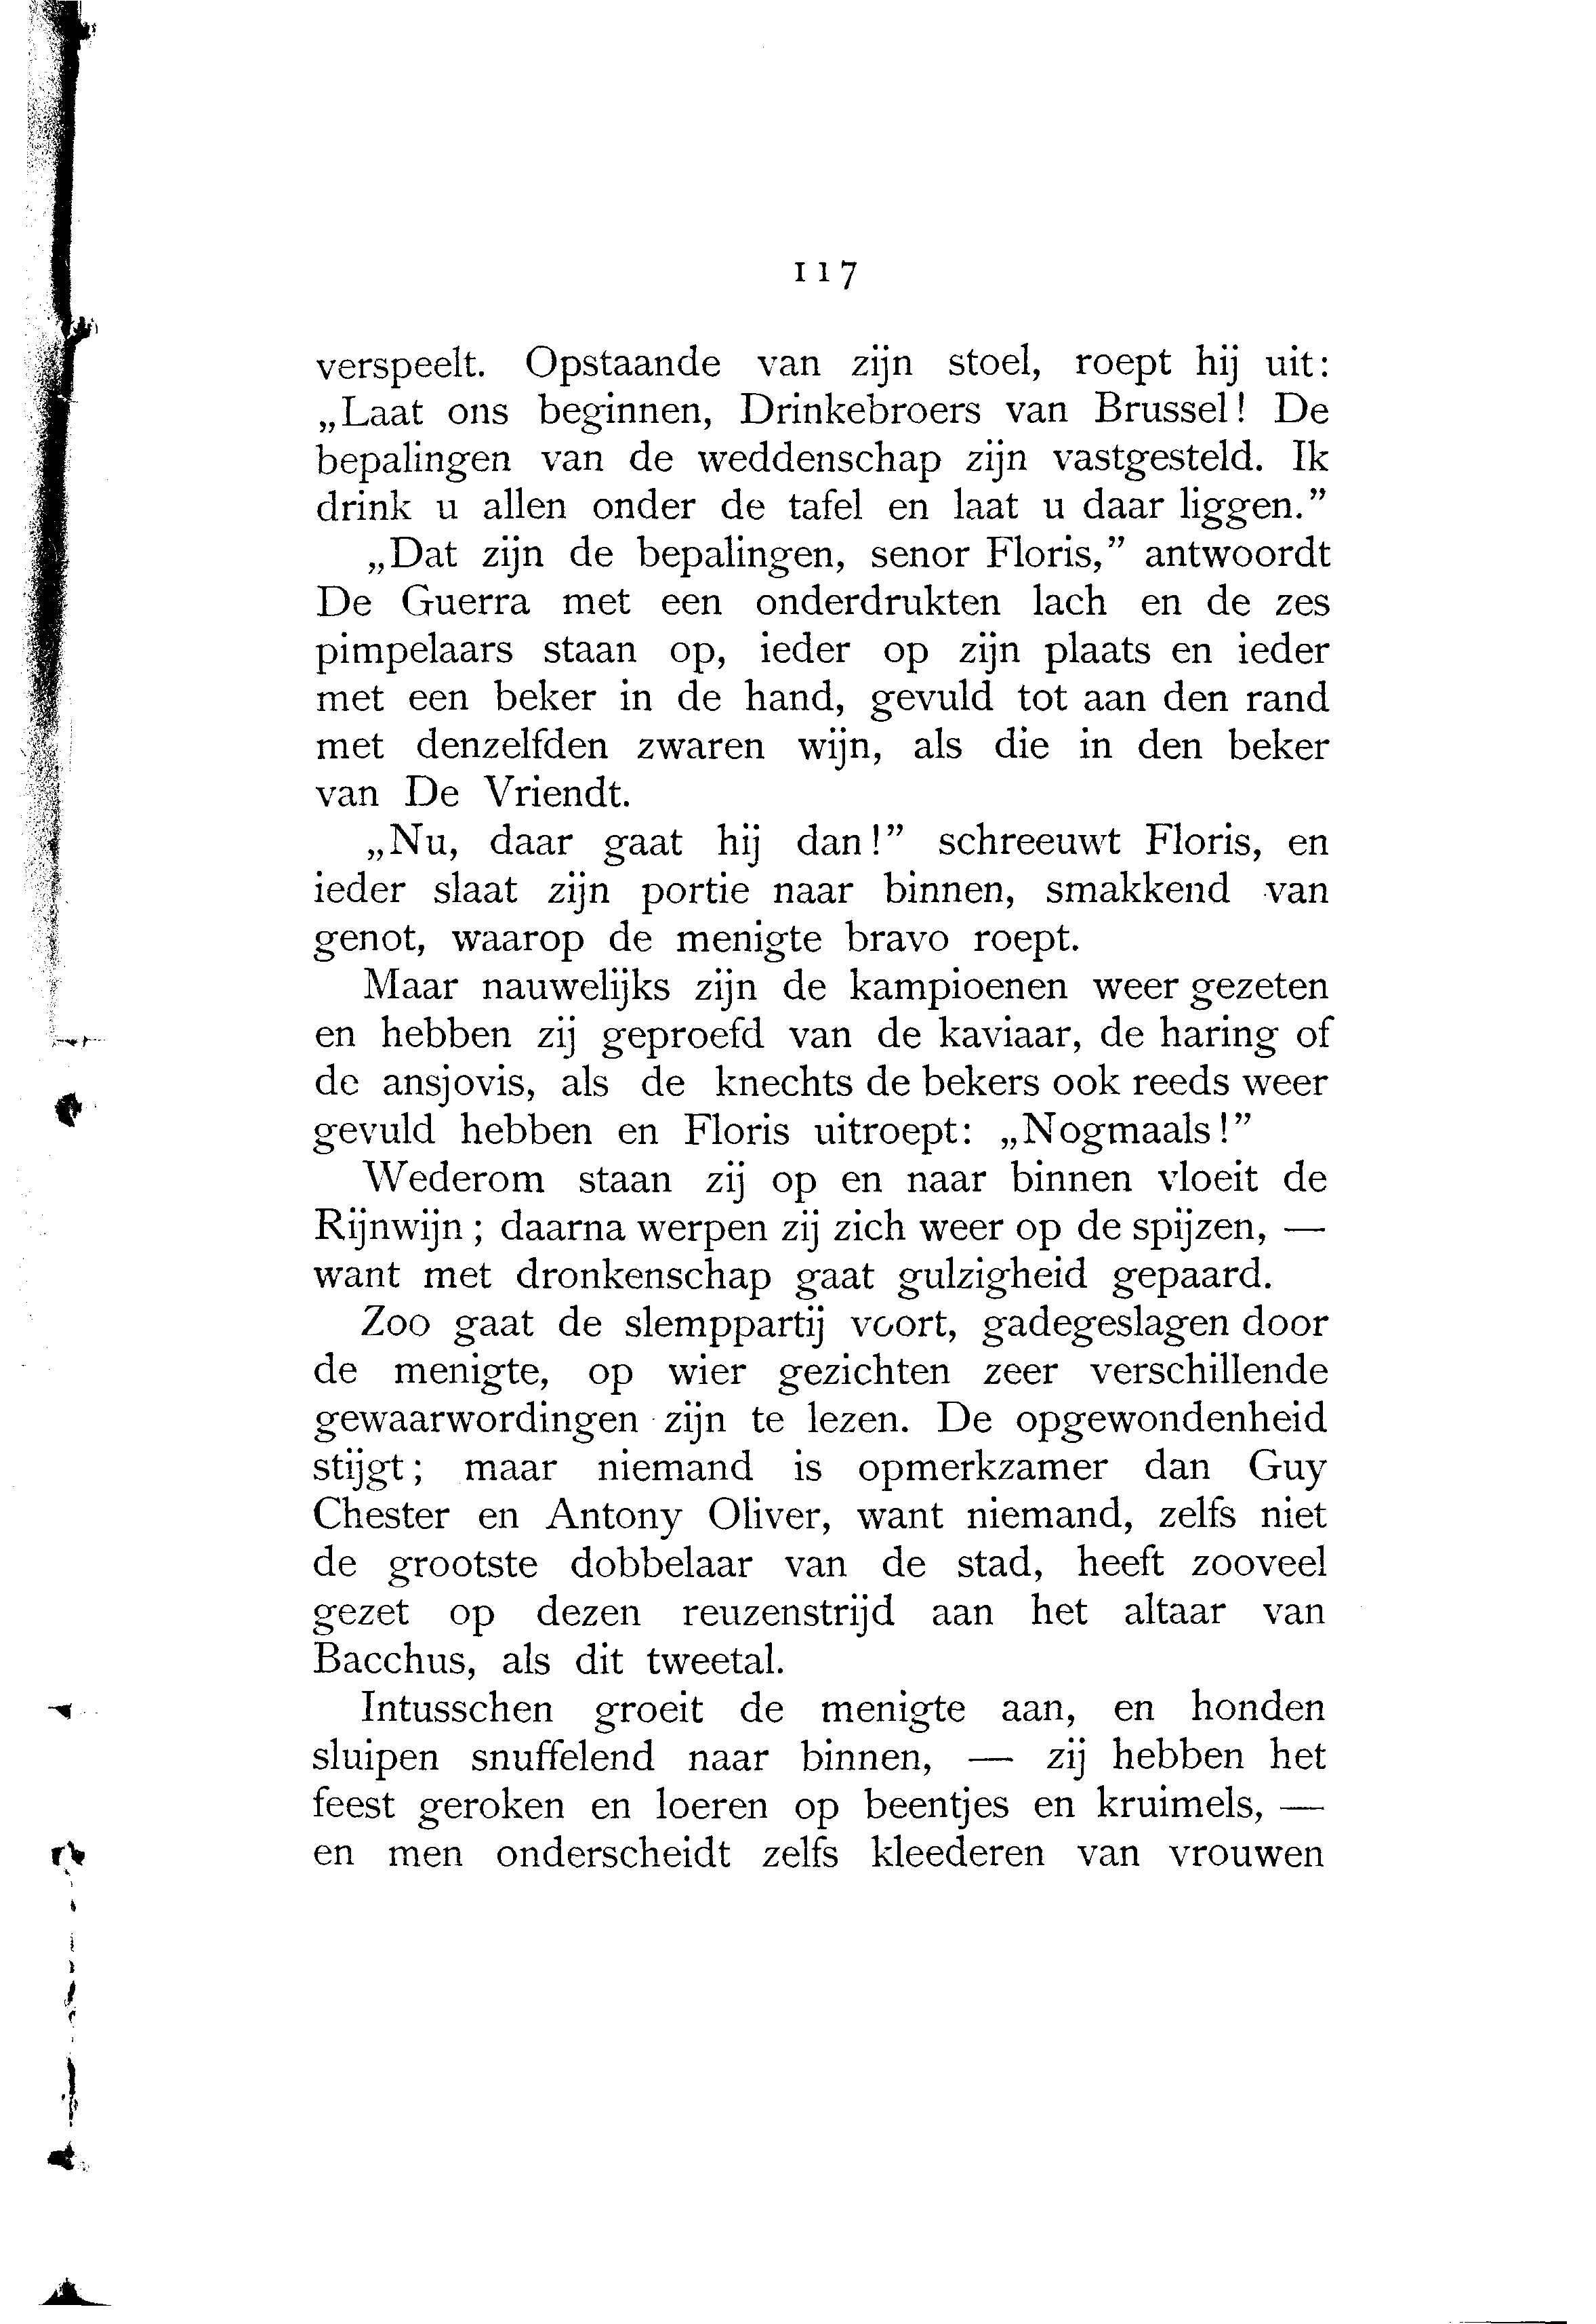 117
verspeelt. Opstaande van zijn stoel, roept hij uit:
„Laat ons beginnen, Drinkebroers van Brussel! De
bepalingen van de weddenschap zijn vastgesteld. Ik
drink u allen onder de tafel en laat u daar liggen.”
„Dat zijn de bepalingen, senor Floris,” antwoordt
De Guerra met een onderdrukten lach en de zes
pimpelaars staan op, ieder op zijn plaats en ieder
met een beker in de hand, gevuld tot aan den rand
met denzelfden zwaren wijn, als die in den beker
van De Vriendt.
„Nu, daar gaat hij dan!” schreeuwt Floris, en
ieder slaat zijn portie naar binnen, smakkend van
genot, waarop de menigte bravo roept.
Maar nauwelijks zijn de kampioenen weer gezeten
en hebben zij geproefd van de kaviaar, de haring of
de ansjovis, als de knechts de bekers ook reeds weer
gevuld hebben en Floris uitroept: „Nogmaals!”
Wederom staan zij op en naar binnen vloeit de
Rijnwijn; daarna werpen zij zich weer op de spijzen, —
want met dronkenschap gaat gulzigheid gepaard.
Zoo gaat de slemppartij voort, gadegeslagen door
de menigte, op wier gezichten zeer verschillende
gewaarwordingen zijn te lezen. De opgewondenheid
stijgt; maar niemand is opmerkzamer dan Guy
Chester en Antony Oliver, want niemand, zelfs niet
de grootste dobbelaar van de stad, heeft zooveel
gezet op dezen reuzenstrijd aan het altaar van
Bacchus, als dit tweetal.
Intusschen groeit de menigte aan, en honden
sluipen snuffelend naar binnen, — zij hebben het
feest geroken en loeren op beentjes en kruimels, —
en men onderscheidt zelfs kleederen van vrouwen